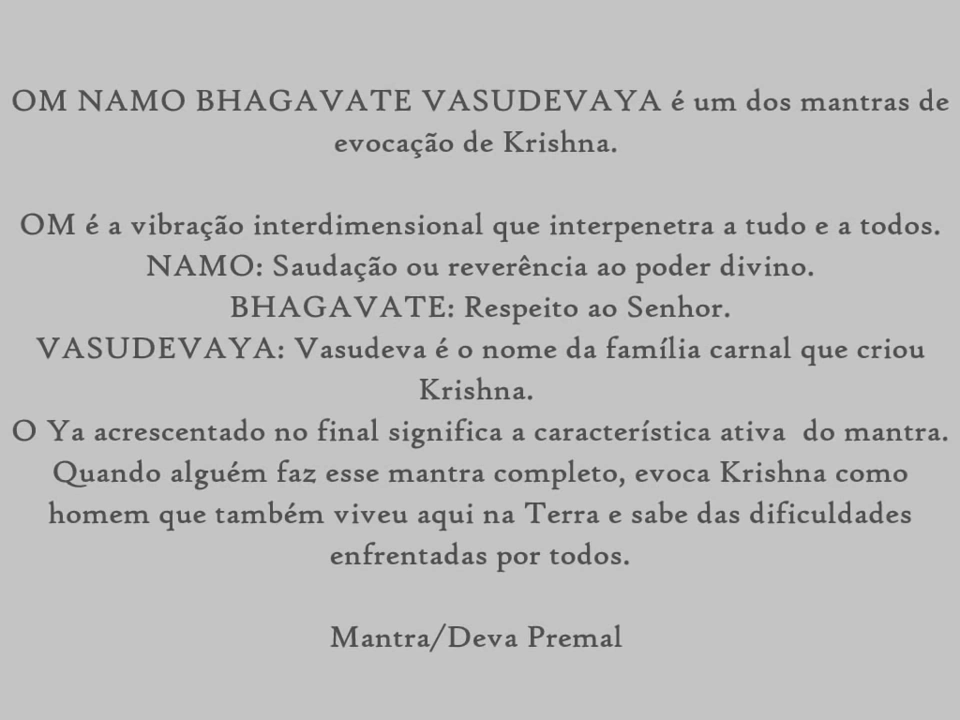 OM NAMO BHAGAVATE VASUDEVAYA é um dos mantras de
evocação de Krishna.
OM é a vibração interdimensional que interpenetra a tudo e a todos.
NAMO: Saudação ou reverência ao poder divino.
BHAGAVATE: Respeito ao Senhor.
VASUDEVAYA: Vasudeva é o nome da família carnal que criou
Krishna.
O Ya acrescentado no final significa a característica ativa do mantra.
Quando alguém faz esse mantra completo, evoca Krishna como
homem que também viveu aqui na Terra e sabe das dificuldades
enfrentadas por todos.
Mantra/Deva Premal